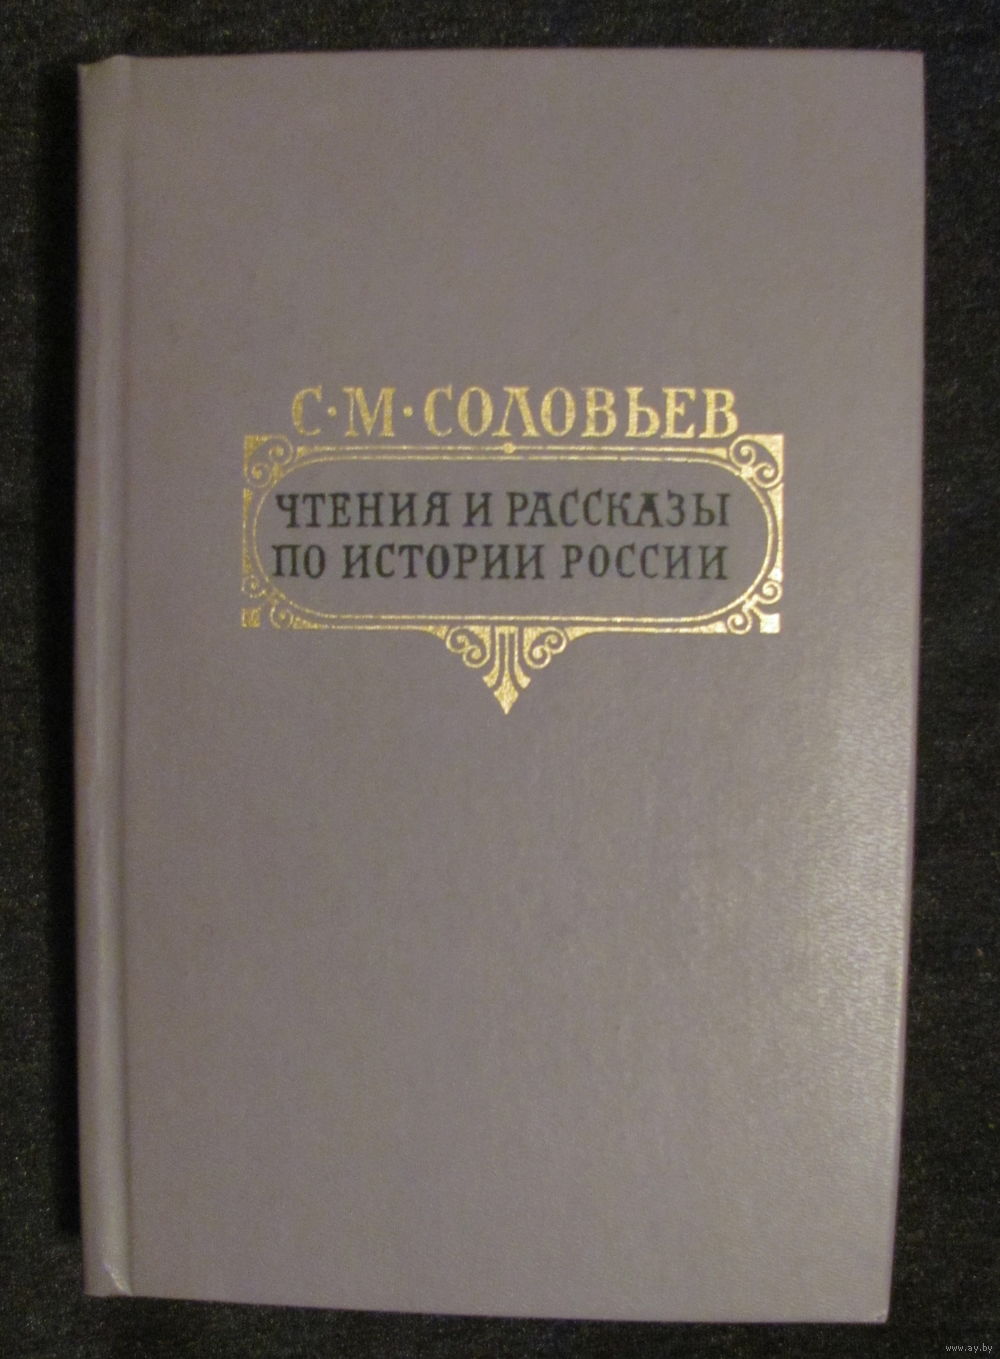 С·М·СОЛОВЬЕВ
ЧТЕНИЯ И РАССКАЗЫ
ПО ИСТОРИИ РОССИИ
www.ay.by